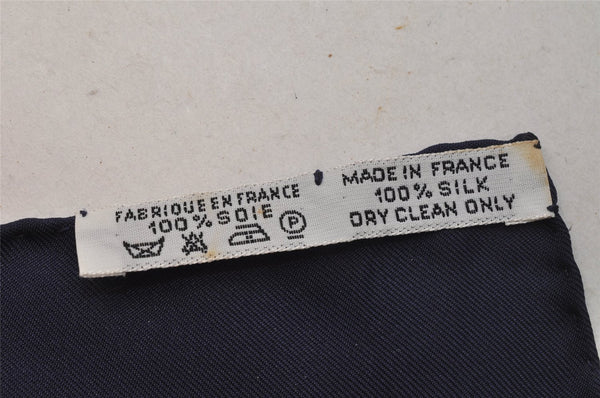 FABRIQUE EN FRANCE
100% SOIE
MADE IN FRANCE
100% SILK
DRY CLEAN ONLY